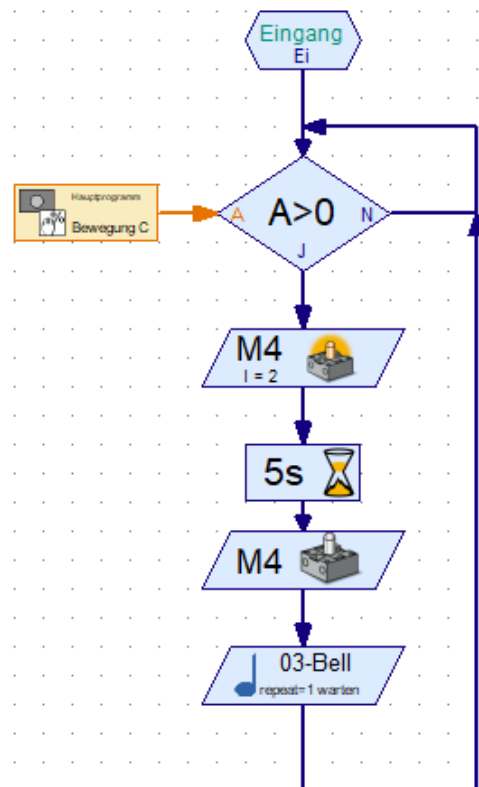 Eingang
Ei
Hauptprogramm
Bewegung C
A
A>0
N
J
M4
I = 2
5s
M4
03-Bell
repeat=1 warten